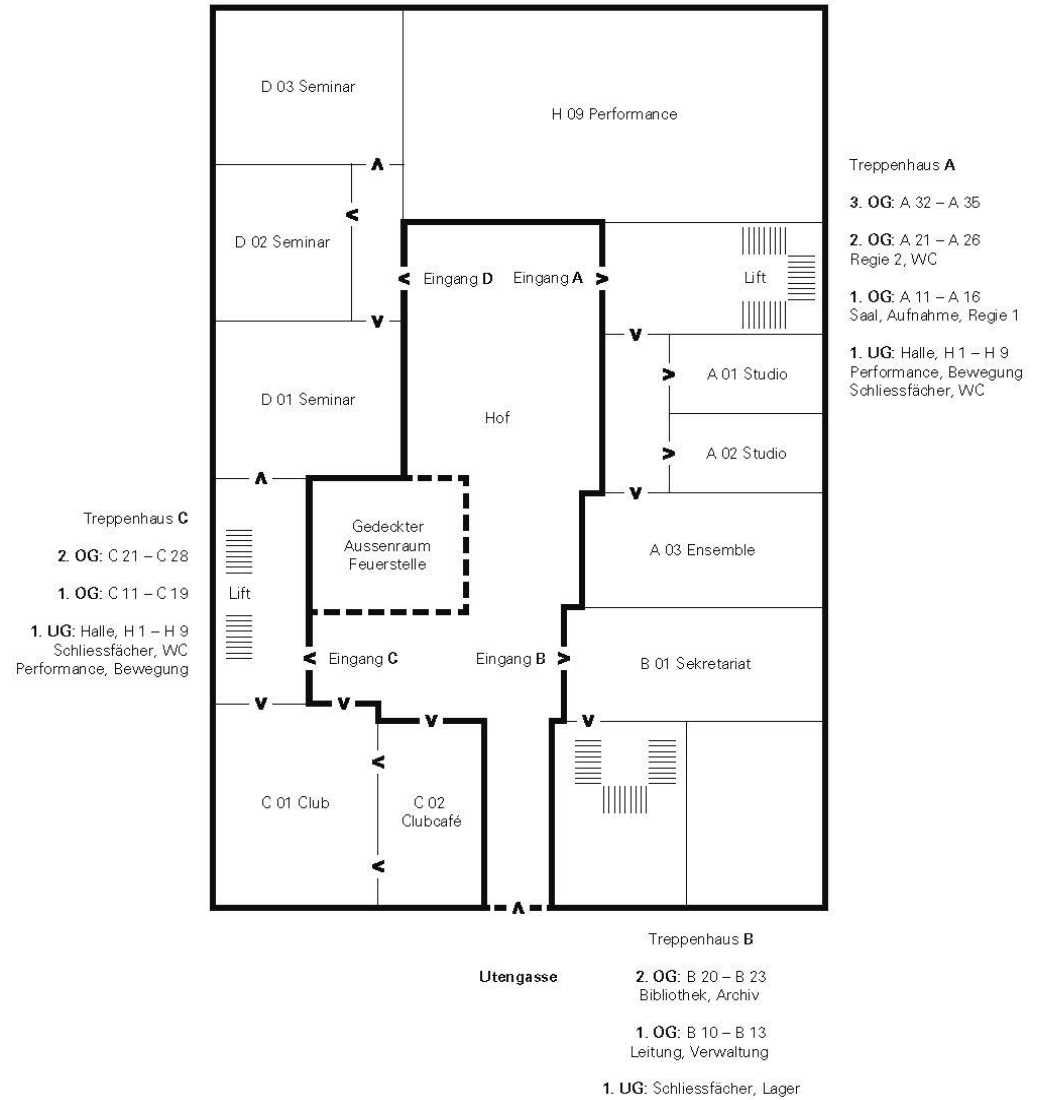 D 03 Seminar
H 09 Performance
Treppenhaus A
3. OG: A 32 – A 35
2. OG: A 21 – A 26
Regie 2, WC
1. OG: A 11 – A 16
Saal, Aufnahme, Regie 1
1. UG: Halle, H 1 – H 9
Performance, Bewegung
Schliessfächer, WC
D 02 Seminar
Eingang D
Eingang A
Lift
A 01 Studio
D 01 Seminar
Hof
A 02 Studio
Treppenhaus C
2. OG: C 21 – C 28
1. OG: C 11 – C 19
1. UG: Halle, H 1 – H 9
Schliessfächer, WC
Performance, Bewegung
Lift
Gedeckter
Aussenraum
Feuerstelle
A 03 Ensemble
Eingang C
Eingang B
B 01 Sekretariat
C 01 Club
C 02
Clubcafé
Utengasse
Treppenhaus B
2. OG: B 20 – B 23
Bibliothek, Archiv
1. OG: B 10 – B 13
Leitung, Verwaltung
1. UG: Schliessfächer, Lager